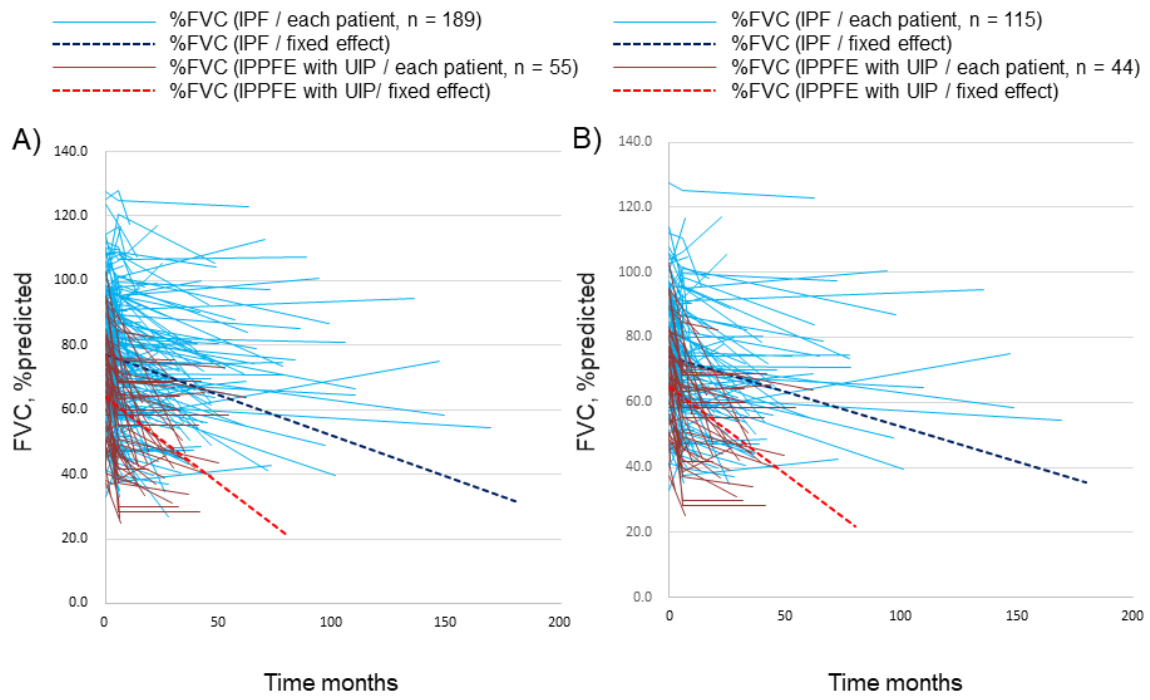 %FVC (IPF / each patient, n = 189)
%FVC (IPF / fixed effect)
%FVC (IPPFE with UIP / each patient, n = 55)
%FVC (IPPFE with UIP/ fixed effect)
%FVC (IPF / each patient, n = 115)
%FVC (IPF / fixed effect)
%FVC (IPPFE with UIP / each patient, n = 44)
%FVC (IPPFE with UIP / fixed effect)
A)
FVC, %predicted
140.0
120.0
100.0
80.0
60.0
40.0
20.0
0.0
0 50 100 150 200
Time months
B)
FVC, %predicted
140.0
120.0
100.0
80.0
60.0
40.0
20.0
0.0
0 50 100 150 200
Time months